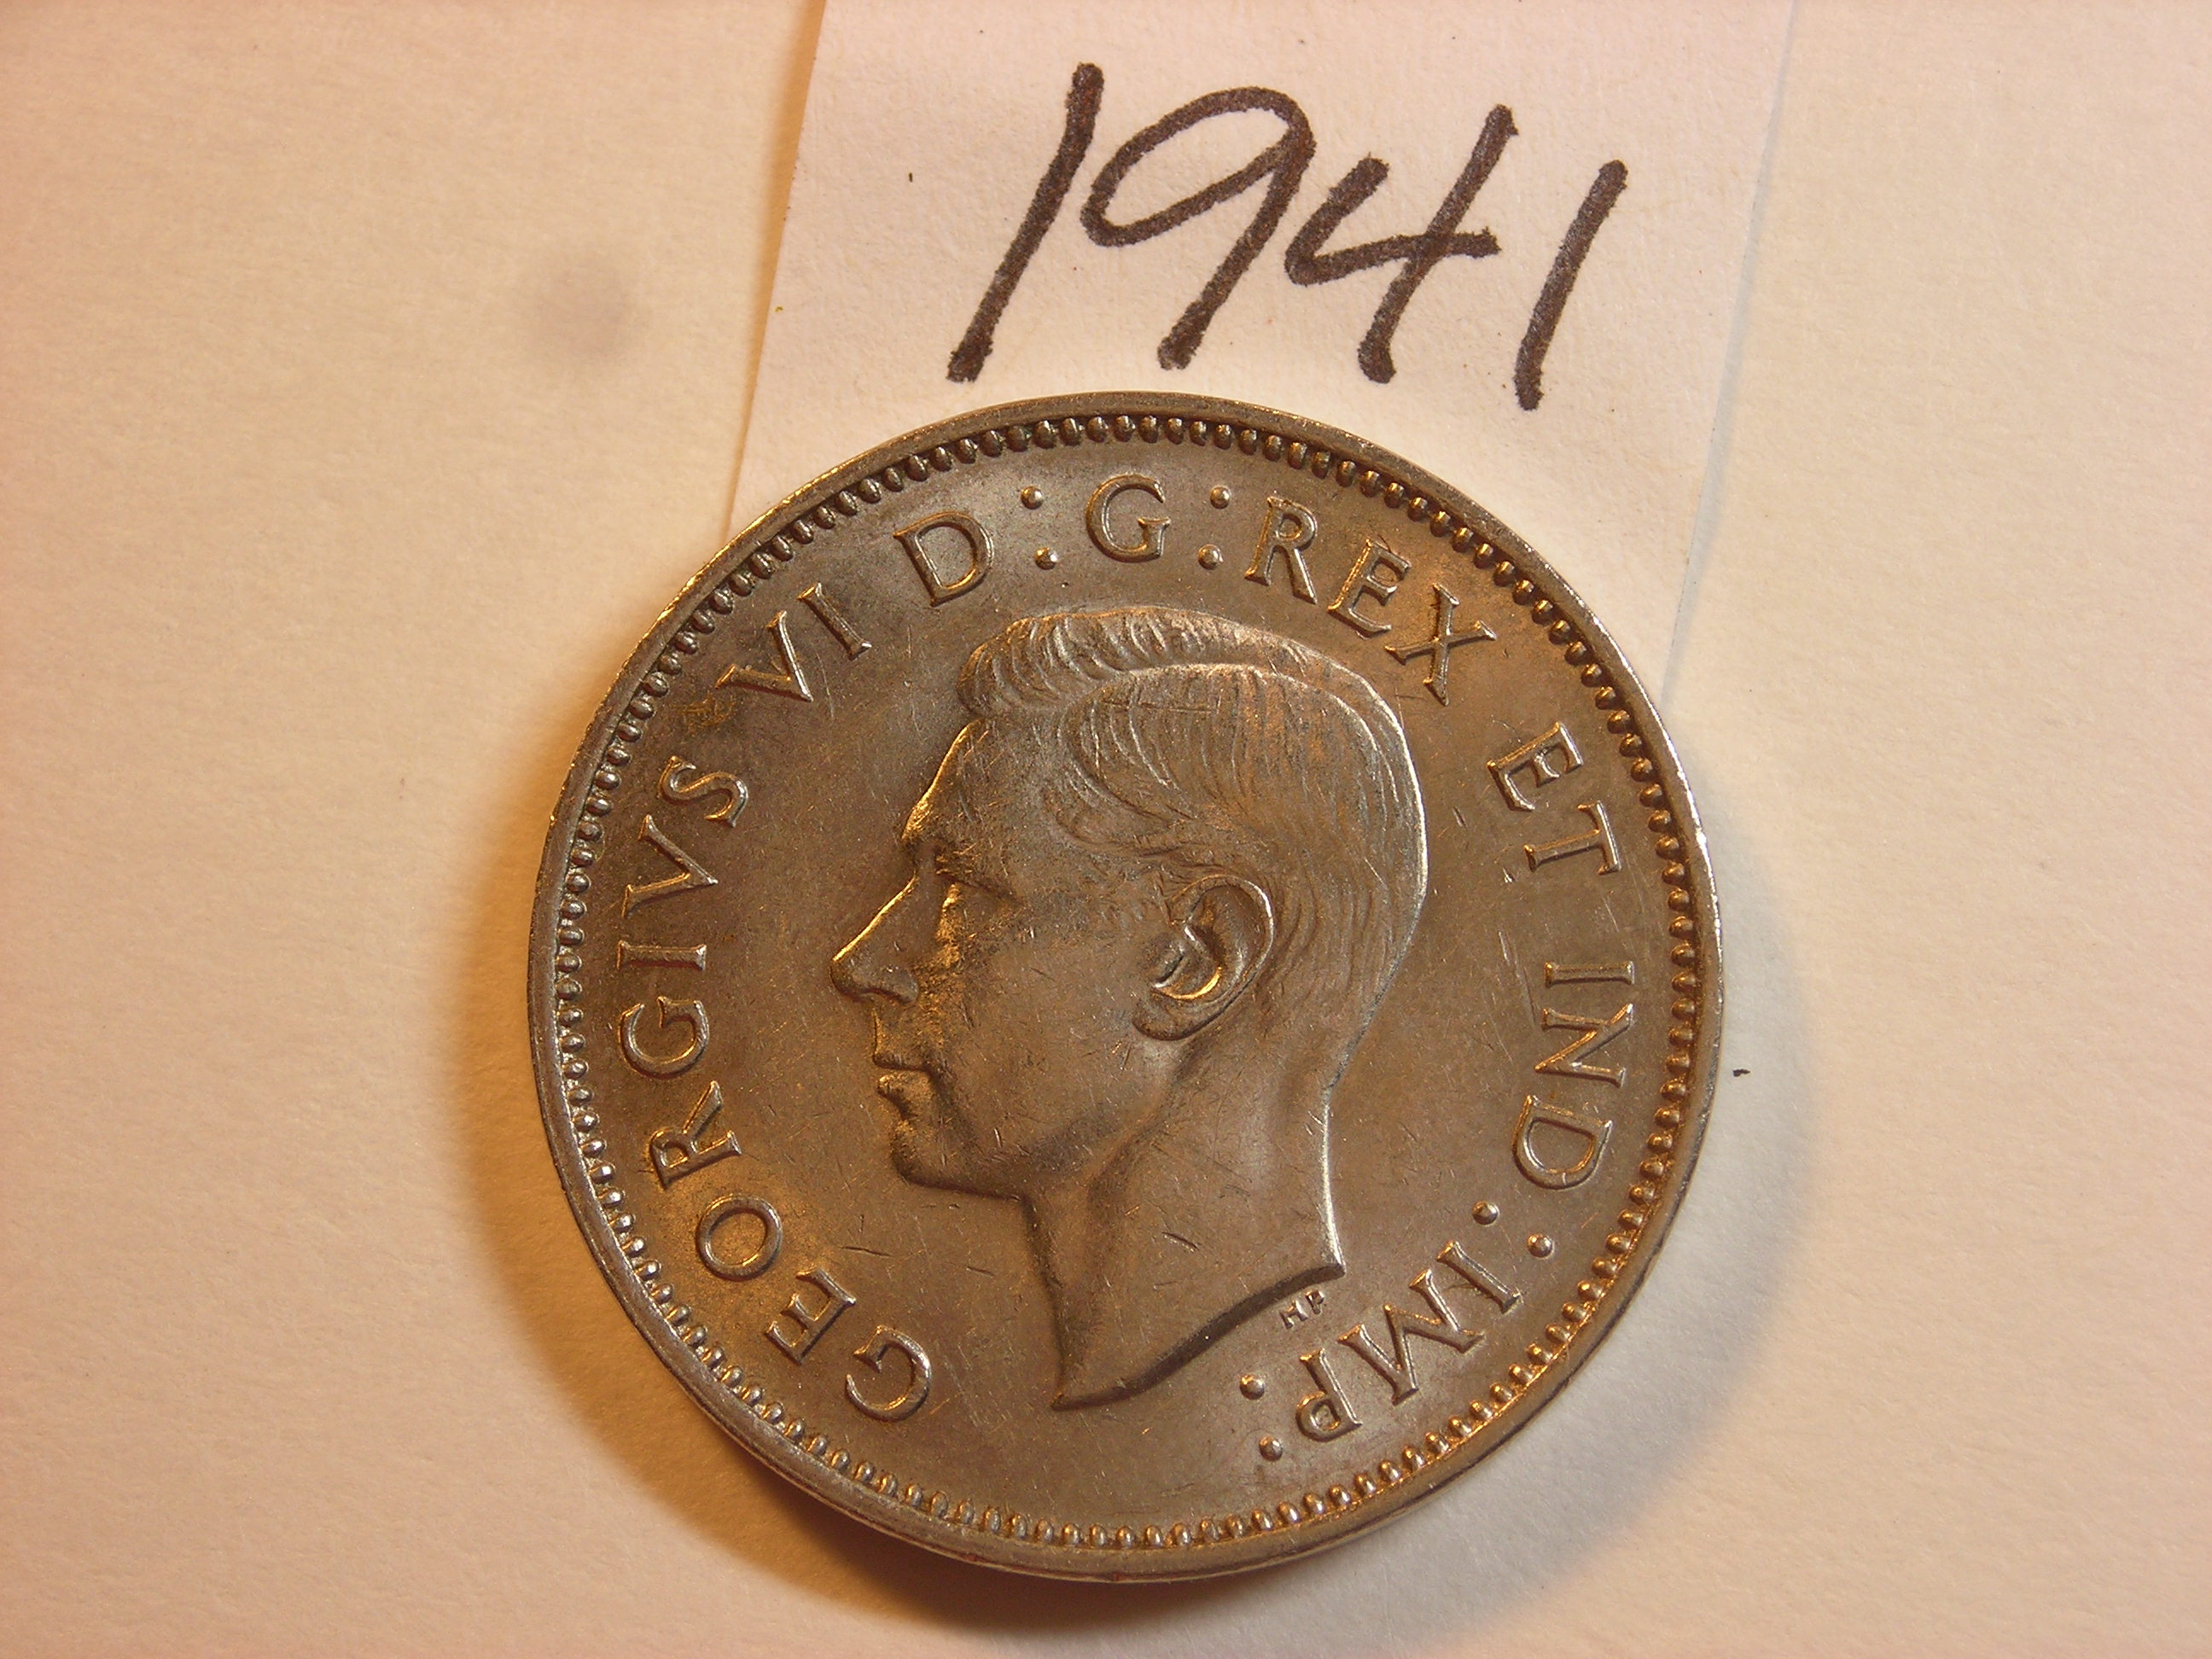 1941
GEORGIVS VI D:G:REX ET IND:IMP:
HP